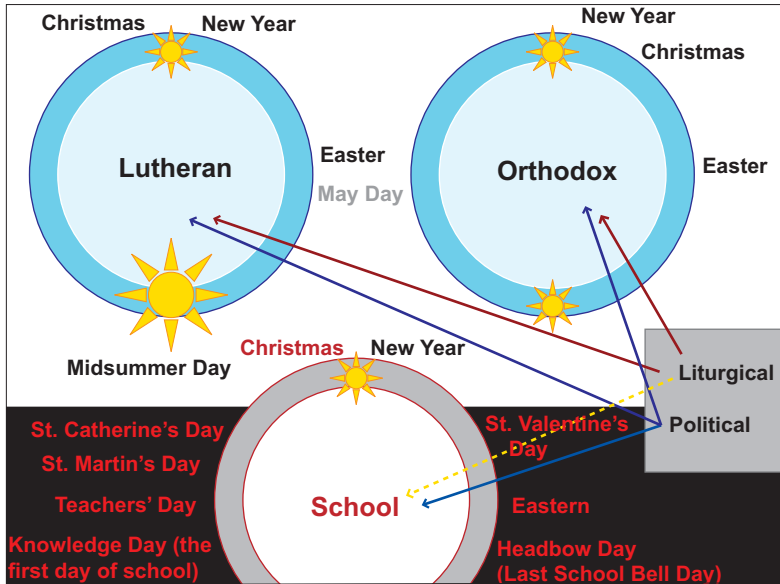 Christmas
New Year
Lutheran
Easter
May Day
Midsummer Day
New Year
Christmas
Orthodox
Easter
Liturgical
Political
Christmas
New Year
St. Catherine's Day
St. Martin's Day
Teachers' Day
Knowledge Day (the
first day of school)
School
St. Valentine's
Day
Eastern
Headbow Day
(Last School Bell Day)